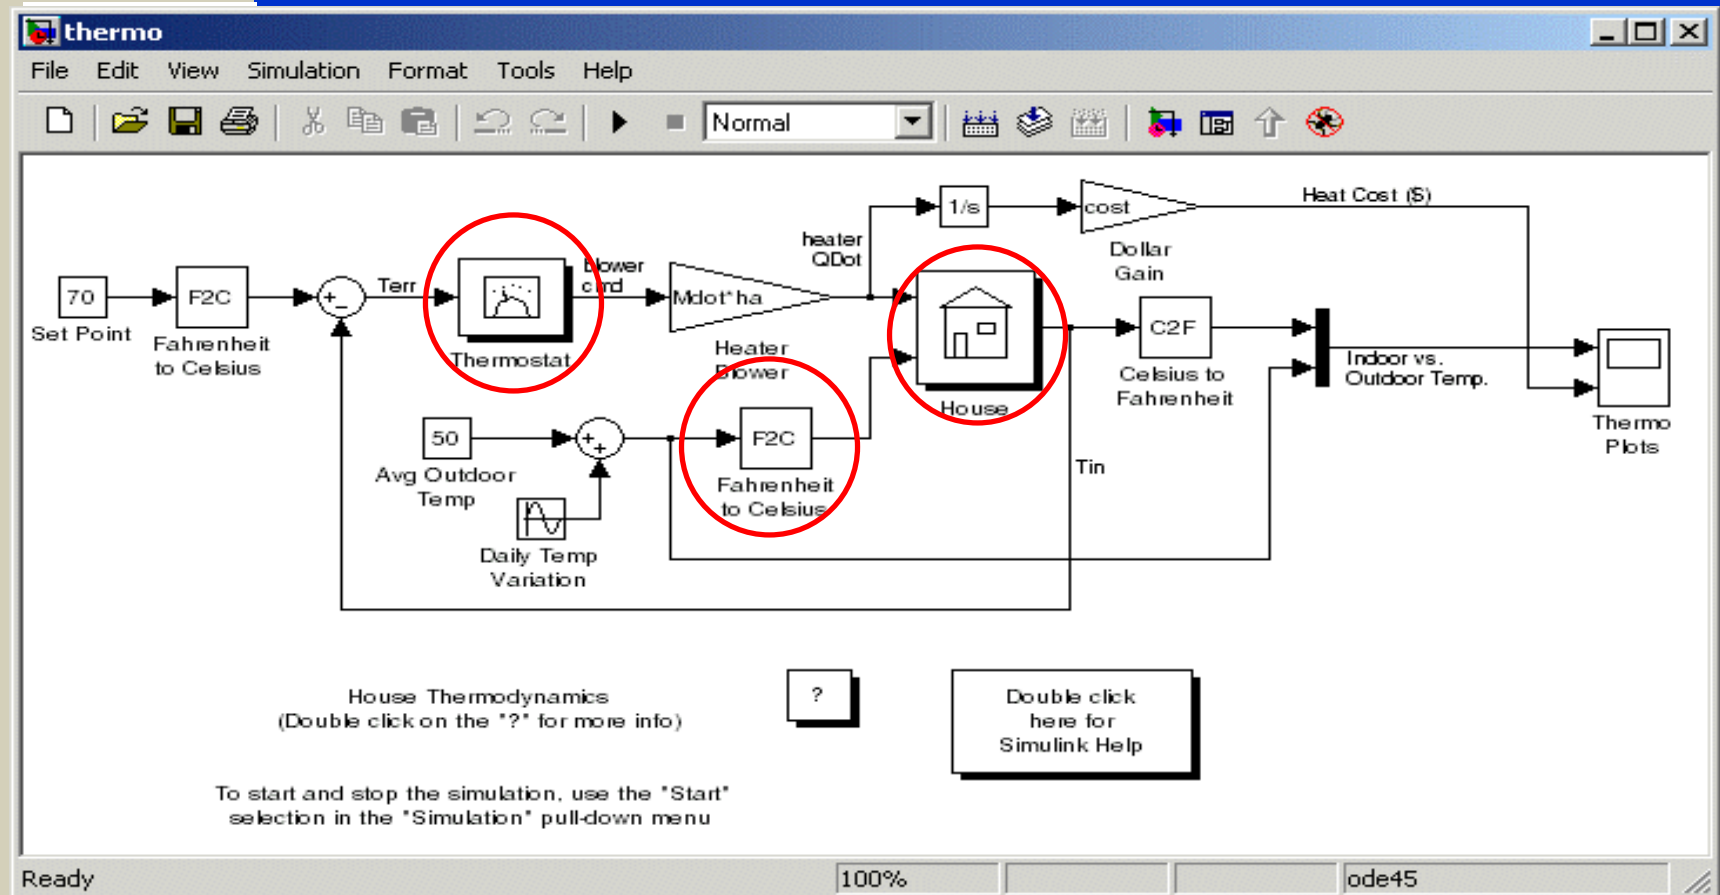 thermo
File Edit View Simulation Format Tools Help
Normal
Heat Cost ($)
1/s
cost
heater
QDot
Dollar
Gain
70
F2C
+
−
Terr
Blower
cmd
Mdot*ha
C2F
Set Point
Fahrenheit
to Celsius
Thermostat
Heater
Blower
House
Celsius to
Fahrenheit
Indoor vs.
Outdoor Temp.
Thermo
Plots
50
+
+
F2C
Avg Outdoor
Temp
Fahrenheit
to Celsius
Tin
Daily Temp
Variation
House Thermodynamics
(Double click on the "?" for more info)
?
Double click
here for
Simulink Help
To start and stop the simulation, use the "Start"
selection in the "Simulation" pull-down menu
Ready 100% ode45